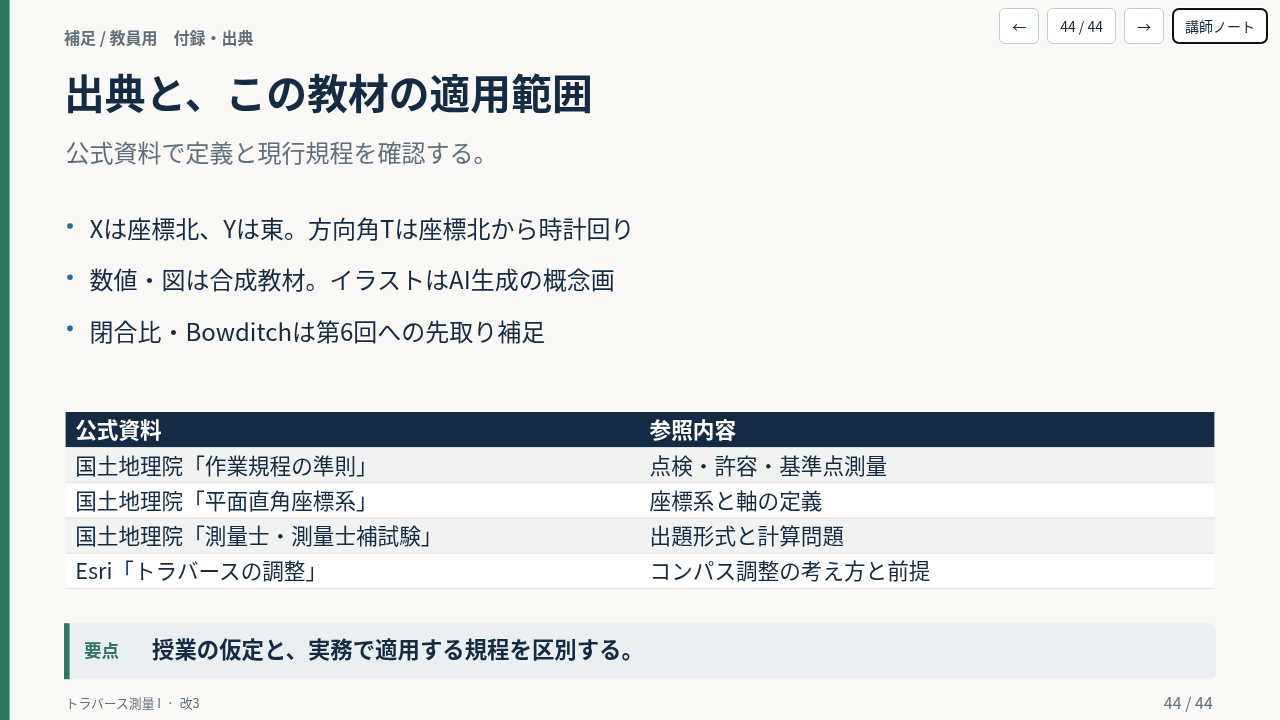 補足 / 教員用　付録・出典
← 44 / 44 → 講師ノート
出典と、この教材の適用範囲
公式資料で定義と現行規程を確認する。
• Xは座標北、Yは東。方向角Tは座標北から時計回り
• 数値・図は合成教材。イラストはAI生成の概念画
• 閉合比・Bowditchは第6回への先取り補足
公式資料 参照内容
国土地理院「作業規程の準則」 点検・許容・基準点測量
国土地理院「平面直角座標系」 座標系と軸の定義
国土地理院「測量士・測量士補試験」 出題形式と計算問題
Esri「トラバースの調整」 コンパス調整の考え方と前提
要点 授業の仮定と、実務で適用する規程を区別する。
トラバース測量 I ・ 改3 44 / 44